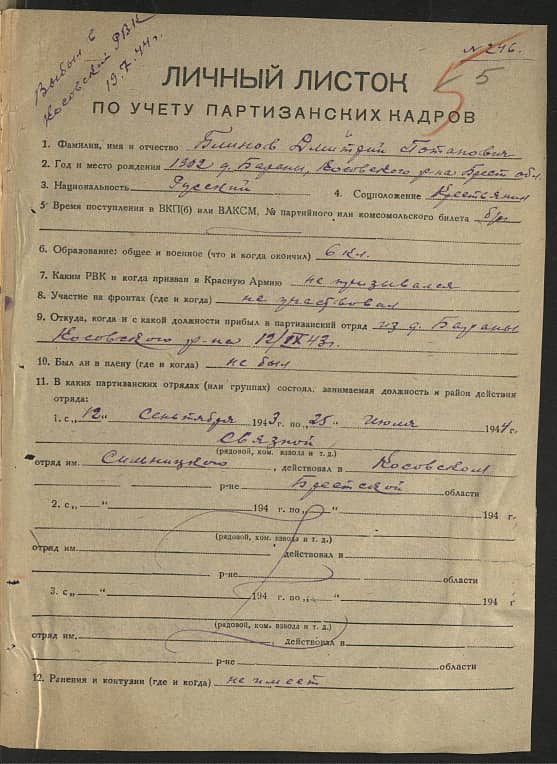 Выбыл в
Косовский РВК
19.7.44г.
№ 246.
5
ЛИЧНЫЙ ЛИСТОК
ПО УЧЕТУ ПАРТИЗАНСКИХ КАДРОВ
1. Фамилия, имя и отчество Блинов Дмитрий Потапович
2. Год и место рождения 1902 д. Бараны, Косовского р-на Брест обл.
3. Национальность Русский 4. Соцположение Крестьянин
5. Время поступления в ВКП(б) или ВЛКСМ, № партийного или комсомольского билета б/п
6. Образование: общее и военное (что и когда окончил) 6 кл.
7. Каким РВК и когда призван в Красную Армию не призывался
8. Участие на фронтах (где и когда) не участвовал
9. Откуда, когда и с какой должности прибыл в партизанский отряд из д. Бараны
Косовского р-на 12/IX 43г.
10. Был ли в плену (где и когда) не был
11. В каких партизанских отрядах (или группах) состоял, занимаемая должность и район действия
отряда:
1. с „12“ Сентября 1943 г. по „25“ Июля 1944 г.
Связной
(рядовой, ком. взвода и т. д.)
отряд им. , действовал в Косовском
р-не Брестской области
2. с „ “ 194 г. по „ “ 194 г.
(рядовой, ком. взвода и т. д.)
отряд им. действовал в
р-не области
3. с „ “ 194 г. по „ “ 194 г
(рядовой, ком. взвода и т. д.)
отряд им. действовал в
р-не области
12. Ранения и контузии (где и когда) не имеет